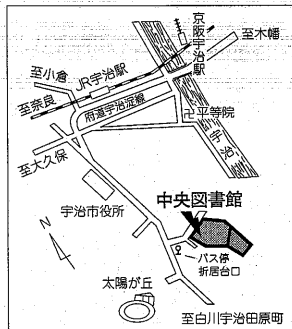 京阪宇治駅
至木幡
至小倉
JR宇治駅
至奈良
府道宇治淀線
卍平等院
宇治川
至大久保
宇治市役所
中央図書館
バス停
折居台口
太陽が丘
至白川宇治田原町